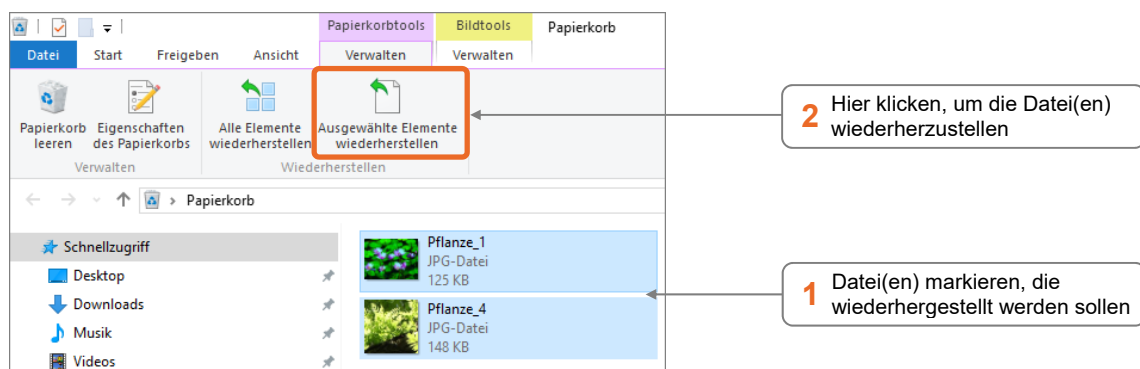 Papierkorbtools
Bildtools
Papierkorb
Datei
Start
Freigeben
Ansicht
Verwalten
Verwalten
Papierkorb
leeren
Eigenschaften
des Papierkorbs
Alle Elemente
wiederherstellen
Ausgewählte Elemente
wiederherstellen
Verwalten
Wiederherstellen
2 Hier klicken, um die Datei(en)
wiederherzustellen
Papierkorb
Schnellzugriff
Desktop
Downloads
Musik
Videos
Pflanze_1
JPG-Datei
125 KB
Pflanze_4
JPG-Datei
148 KB
1 Datei(en) markieren, die
wiederhergestellt werden sollen